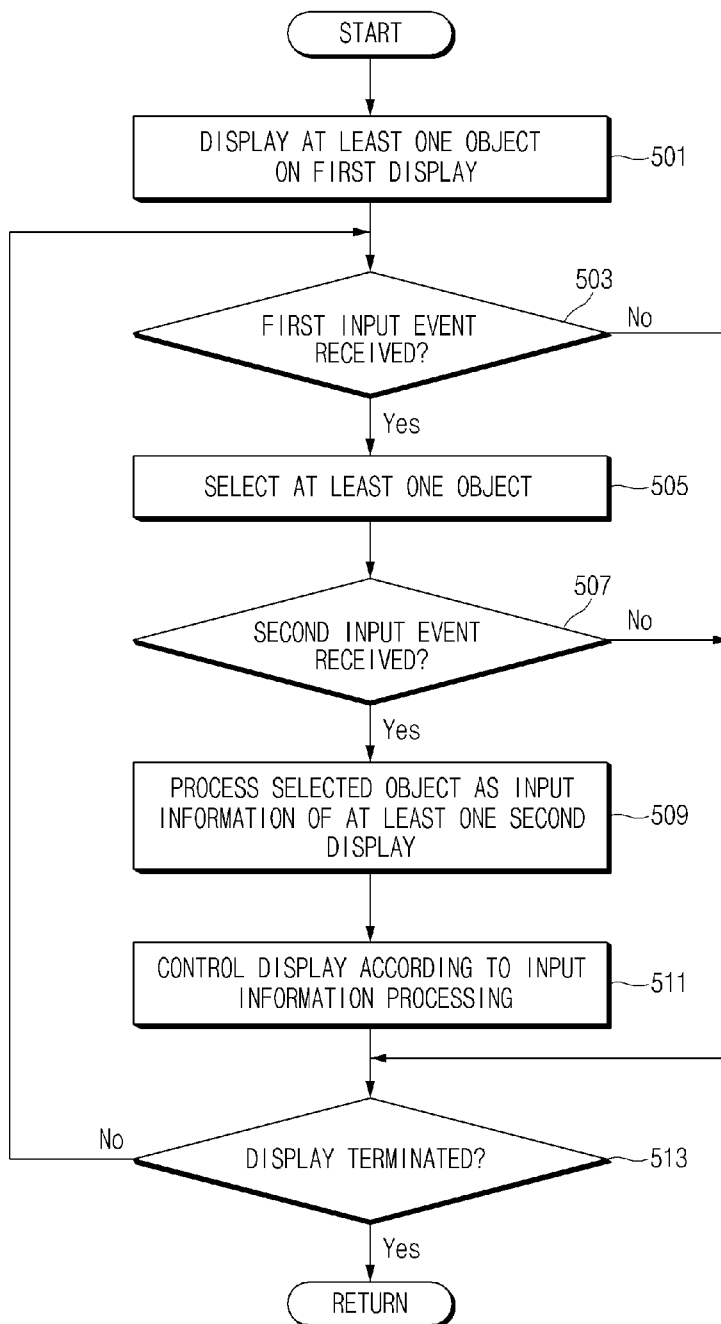 START
DISPLAY AT LEAST ONE OBJECT
ON FIRST DISPLAY
501
503
FIRST INPUT EVENT
RECEIVED?
No
Yes
SELECT AT LEAST ONE OBJECT
505
507
SECOND INPUT EVENT
RECEIVED?
No
Yes
PROCESS SELECTED OBJECT AS INPUT
INFORMATION OF AT LEAST ONE SECOND
DISPLAY
509
CONTROL DISPLAY ACCORDING TO INPUT
INFORMATION PROCESSING
511
No
DISPLAY TERMINATED?
513
Yes
RETURN